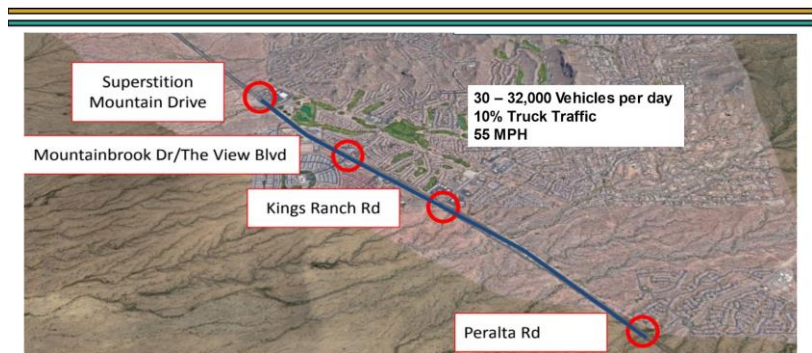 Superstition
Mountain Drive
30 – 32,000 Vehicles per day
10% Truck Traffic
55 MPH
Mountainbrook Dr/The View Blvd
Kings Ranch Rd
Peralta Rd